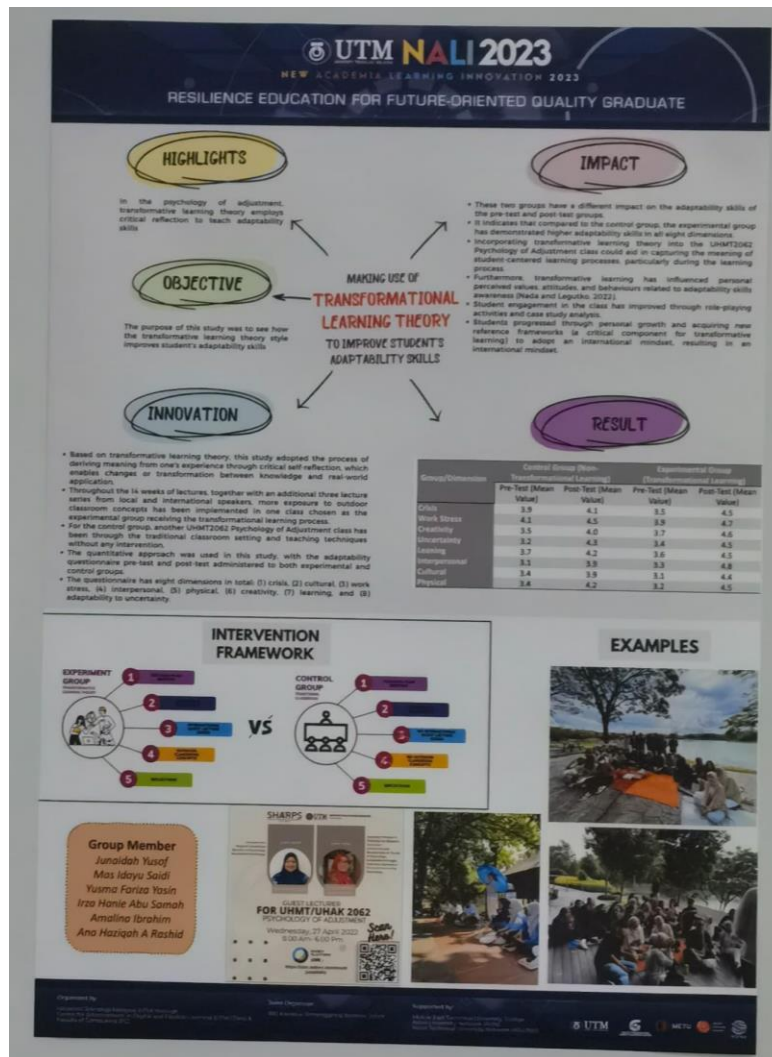 UTM NALI 2023
NEW ACADEMIA LEARNING INNOVATION 2023
RESILIENCE EDUCATION FOR FUTURE-ORIENTED QUALITY GRADUATE
HIGHLIGHTS
In the psychology of adjustment,
transformative learning theory employs
critical reflection to teach adaptability
skills
OBJECTIVE
The purpose of this study was to see how
the transformative learning theory style
improves student's adaptability skills
MAKING USE OF
TRANSFORMATIONAL
LEARNING THEORY
TO IMPROVE STUDENT'S
ADAPTABILITY SKILLS
IMPACT
• These two groups have a different impact on the adaptability skills of
the pre-test and post-test groups.
• It indicates that compared to the control group, the experimental group
has demonstrated higher adaptability skills in all eight dimensions.
• Incorporating transformative learning theory into the UHMT2062
Psychology of Adjustment class could aid in capturing the meaning of
student-centered learning processes, particularly during the learning
process.
• Furthermore, transformative learning has influenced personal
perceived values, attitudes, and behaviours related to adaptability skills
awareness (Nada and Legutko, 2022).
• Student engagement in the class has improved through role-playing
activities and case study analysis.
• Students progressed through personal growth and acquiring new
reference frameworks (a critical component for transformative
learning) to adopt an international mindset, resulting in an
international mindset.
INNOVATION
• Based on transformative learning theory, this study adopted the process of
deriving meaning from one's experience through critical self-reflection, which
enables changes or transformation between knowledge and real-world
application.
• Throughout the 14 weeks of lectures, together with an additional three lecture
series from local and international speakers, more exposure to outdoor
classroom concepts has been implemented in one class chosen as the
experimental group receiving the transformational learning process.
• For the control group, another UHMT2062 Psychology of Adjustment class has
been through the traditional classroom setting and teaching techniques
without any intervention.
• The quantitative approach was used in this study, with the adaptability
questionnaire pre-test and post-test administered to both experimental and
control groups.
• The questionnaire has eight dimensions in total: (1) crisis, (2) cultural, (3) work
stress, (4) interpersonal, (5) physical, (6) creativity, (7) learning, and (8)
adaptability to uncertainty.
RESULT
Group/Dimension
Control Group (Non-Transformational Learning)
Experimental Group (Transformational Learning)
Pre-Test (Mean Value) Post-Test (Mean Value) Pre-Test (Mean Value) Post-Test (Mean Value)
Crisis 3.9 4.1 3.5 4.5
Work Stress 4.1 4.5 3.9 4.7
Creativity 3.5 4.0 3.7 4.6
Uncertainty 3.2 4.3 3.4 4.5
Leaning 3.7 4.2 3.6 4.5
Interpersonal 3.1 3.9 3.3 4.8
Cultural 3.4 3.9 3.1 4.4
Physical 3.4 4.2 3.2 4.5
INTERVENTION
FRAMEWORK
EXPERIMENT
GROUP
1
2
3
4
5
VS
CONTROL
GROUP
1
2
3
4
5
EXAMPLES
Group Member
Junaidah Yusof
Mas Idayu Saidi
Yusma Fariza Yasin
Irza Hanie Abu Samah
Amalina Ibrahim
Ana Haziqah A Rashid
SHARPS UTM
GUEST LECTURER
FOR UHMT/UHAK 2062
PSYCHOLOGY OF ADJUSTMENT
Wednesday, 27 April 2022
9.00 Am- 6.00 Pm
Scan
Here!
Organised by
Supported by
UTM
METU